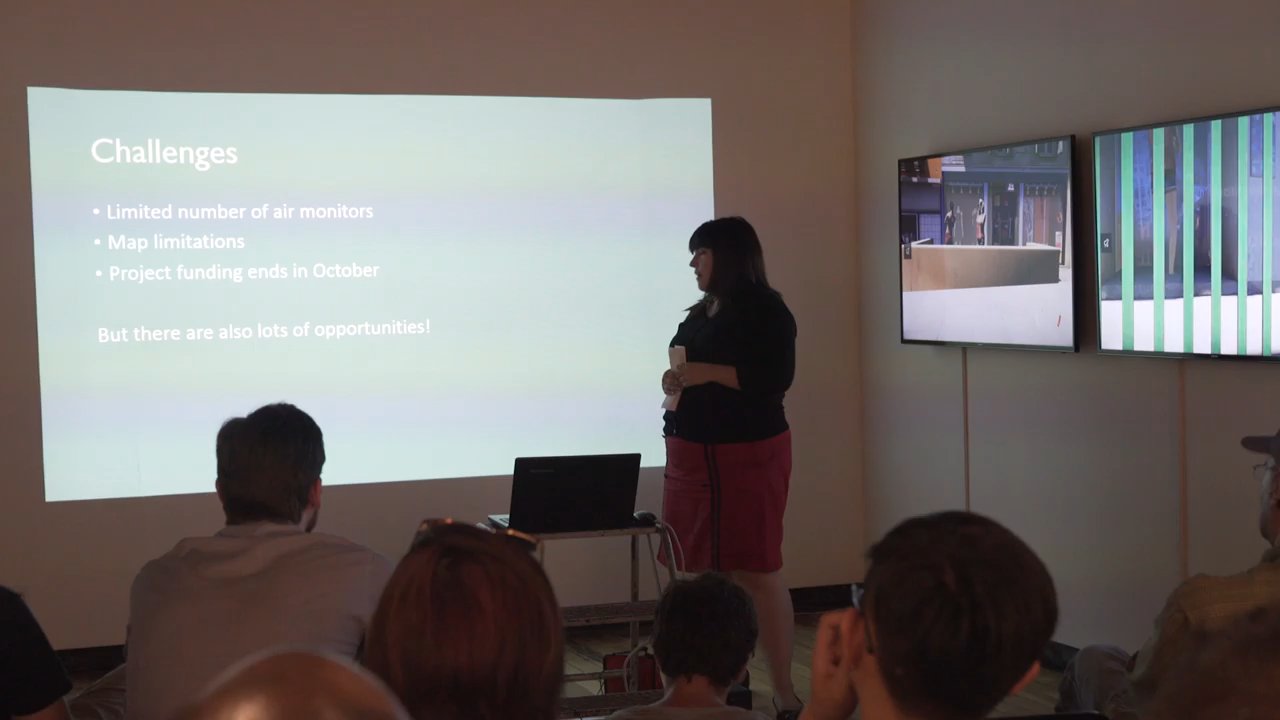 Challenges
• Limited number of air monitors
• Map limitations
• Project funding ends in October
But there are also lots of opportunities!